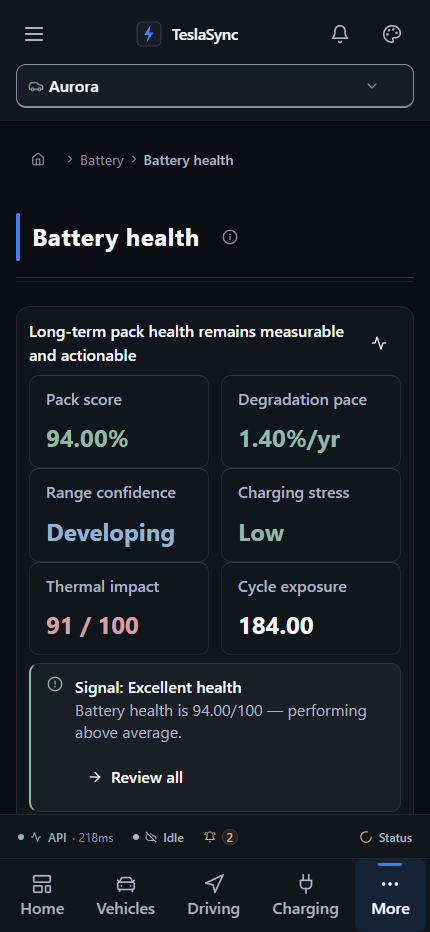 TeslaSync
Aurora
Battery
Battery health
Battery health
Long-term pack health remains measurable
and actionable
Pack score
Degradation pace
94.00%
1.40%/yr
Range confidence
Charging stress
Developing
Low
Thermal impact
Cycle exposure
91 / 100
184.00
Signal: Excellent health
Battery health is 94.00/100 — performing
above average.
Review all
API · 218ms
Idle
2
Status
Home
Vehicles
Driving
Charging
More